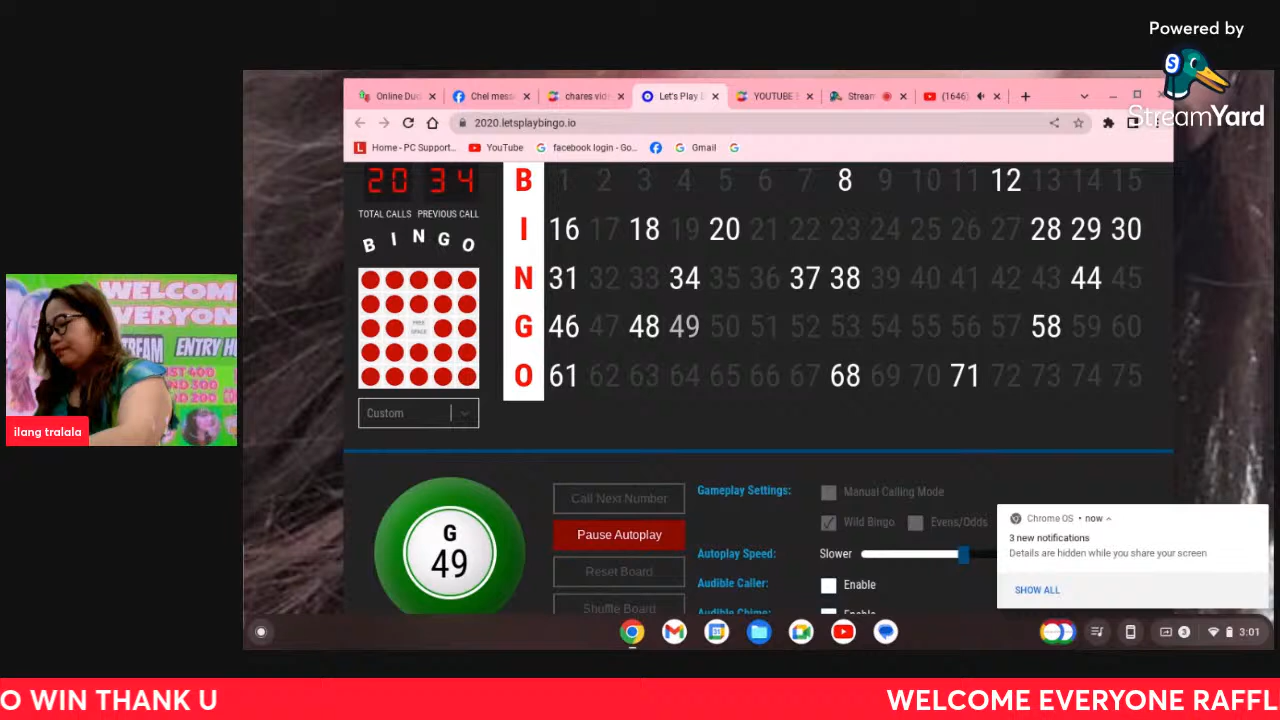 Powered by
StreamYard
Online Duc
Chel mess
chares vid
Let's Play B
YOUTUBE
Stream
(1646)
2020.letsplaybingo.io
Home - PC Support...
YouTube
facebook login - Go...
Gmail
20 34
TOTAL CALLS PREVIOUS CALL
B I N G O
FREE SPACE
Custom
B 1 2 3 4 5 6 7 8 9 10 11 12 13 14 15
I 16 17 18 19 20 21 22 23 24 25 26 27 28 29 30
N 31 32 33 34 35 36 37 38 39 40 41 42 43 44 45
G 46 47 48 49 50 51 52 53 54 55 56 57 58 59 60
O 61 62 63 64 65 66 67 68 69 70 71 72 73 74 75
G
49
Call Next Number
Pause Autoplay
Reset Board
Shuffle Board
Gameplay Settings:
Manual Calling Mode
Wild Bingo
Evens/Odds
Autoplay Speed:
Slower
Audible Caller:
Enable
Audible Chime:
Enable
Chrome OS • now
3 new notifications
Details are hidden while you share your screen
SHOW ALL
3
3:01
WELCOME
EVERYON
STREAM ENTRY
ilang tralala
O WIN THANK U
WELCOME EVERYONE RAFFL